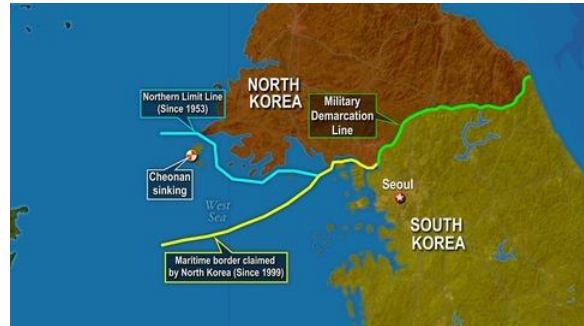 NORTH
KOREA
Northern Limit Line
(Since 1953)
Military
Demarcation
Line
Cheonan
sinking
Seoul
West
Sea
SOUTH
KOREA
Maritime border claimed
by North Korea (Since 1999)